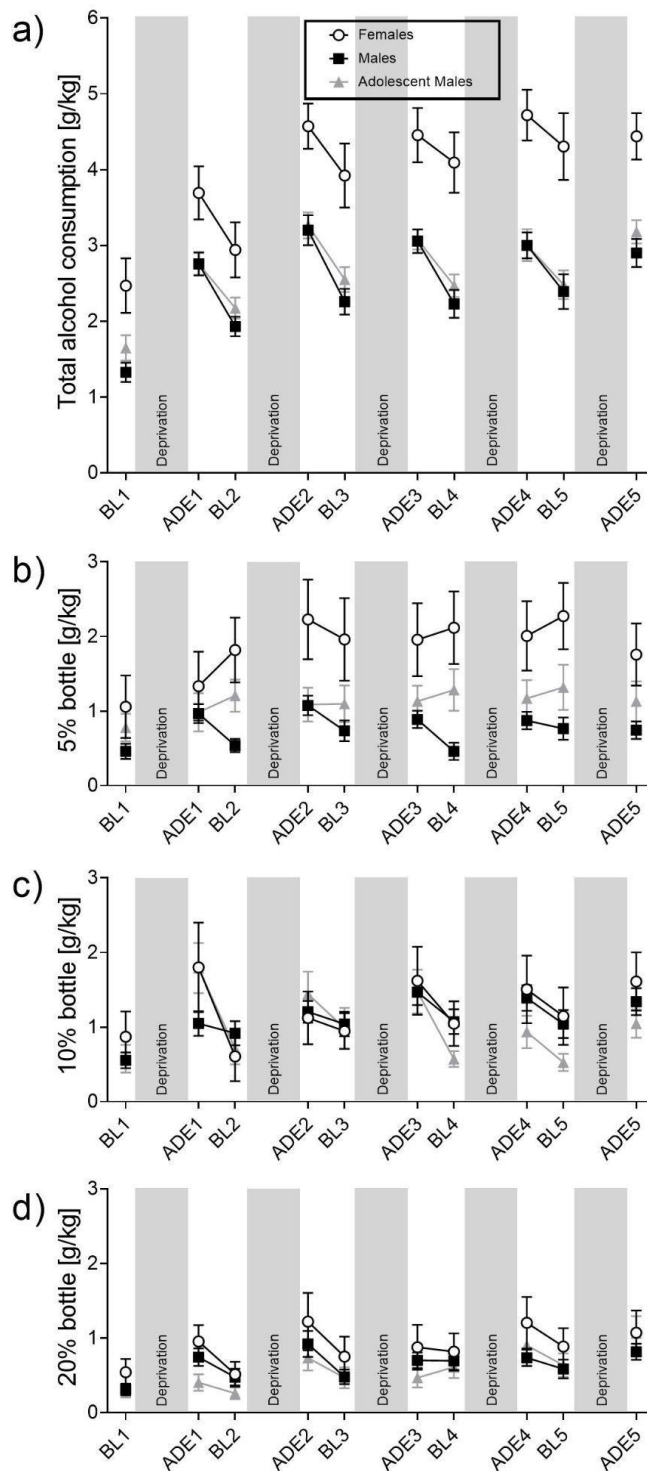 a)
Females
Males
Adolescent Males
Total alcohol consumption [g/kg]
6
5
4
3
2
1
0
Deprivation
Deprivation
Deprivation
Deprivation
Deprivation
BL1
ADE1
BL2
ADE2
BL3
ADE3
BL4
ADE4
BL5
ADE5
b)
5% bottle [g/kg]
3
2
1
0
Deprivation
Deprivation
Deprivation
Deprivation
Deprivation
BL1
ADE1
BL2
ADE2
BL3
ADE3
BL4
ADE4
BL5
ADE5
c)
10% bottle [g/kg]
3
2
1
0
Deprivation
Deprivation
Deprivation
Deprivation
Deprivation
BL1
ADE1
BL2
ADE2
BL3
ADE3
BL4
ADE4
BL5
ADE5
d)
20% bottle [g/kg]
3
2
1
0
Deprivation
Deprivation
Deprivation
Deprivation
Deprivation
BL1
ADE1
BL2
ADE2
BL3
ADE3
BL4
ADE4
BL5
ADE5